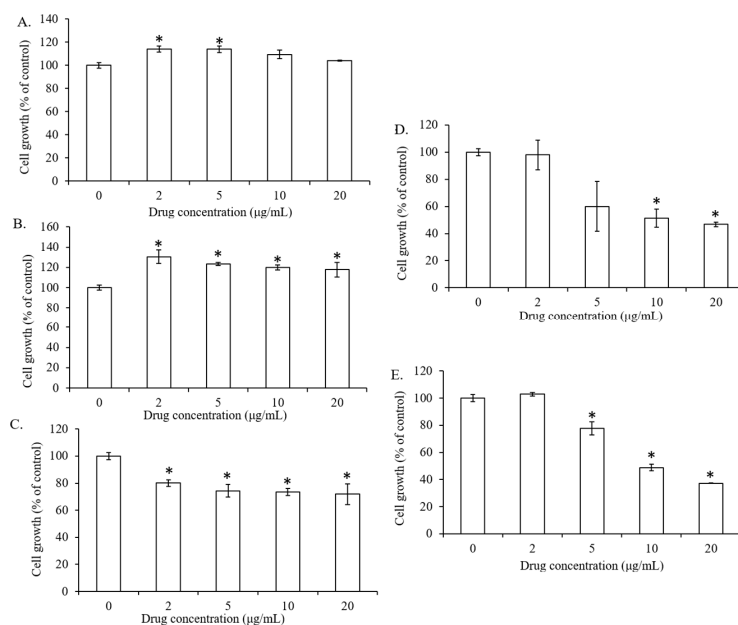 A.
140
120
100
80
60
40
20
0
Cell growth (% of control)
* *
0 2 5 10 20
Drug concentration (μg/mL)
B.
160
140
120
100
80
60
40
20
0
Cell growth (% of control)
* * * *
0 2 5 10 20
Drug concentration (μg/mL)
C.
120
100
80
60
40
20
0
Cell growth (% of control)
* * * *
0 2 5 10 20
Drug concentration (μg/mL)
D.
120
100
80
60
40
20
0
Cell growth (% of control)
* *
0 2 5 10 20
Drug concentration (μg/mL)
E.
120
100
80
60
40
20
0
Cell growth (% of control)
* * *
0 2 5 10 20
Drug concentration (μg/mL)